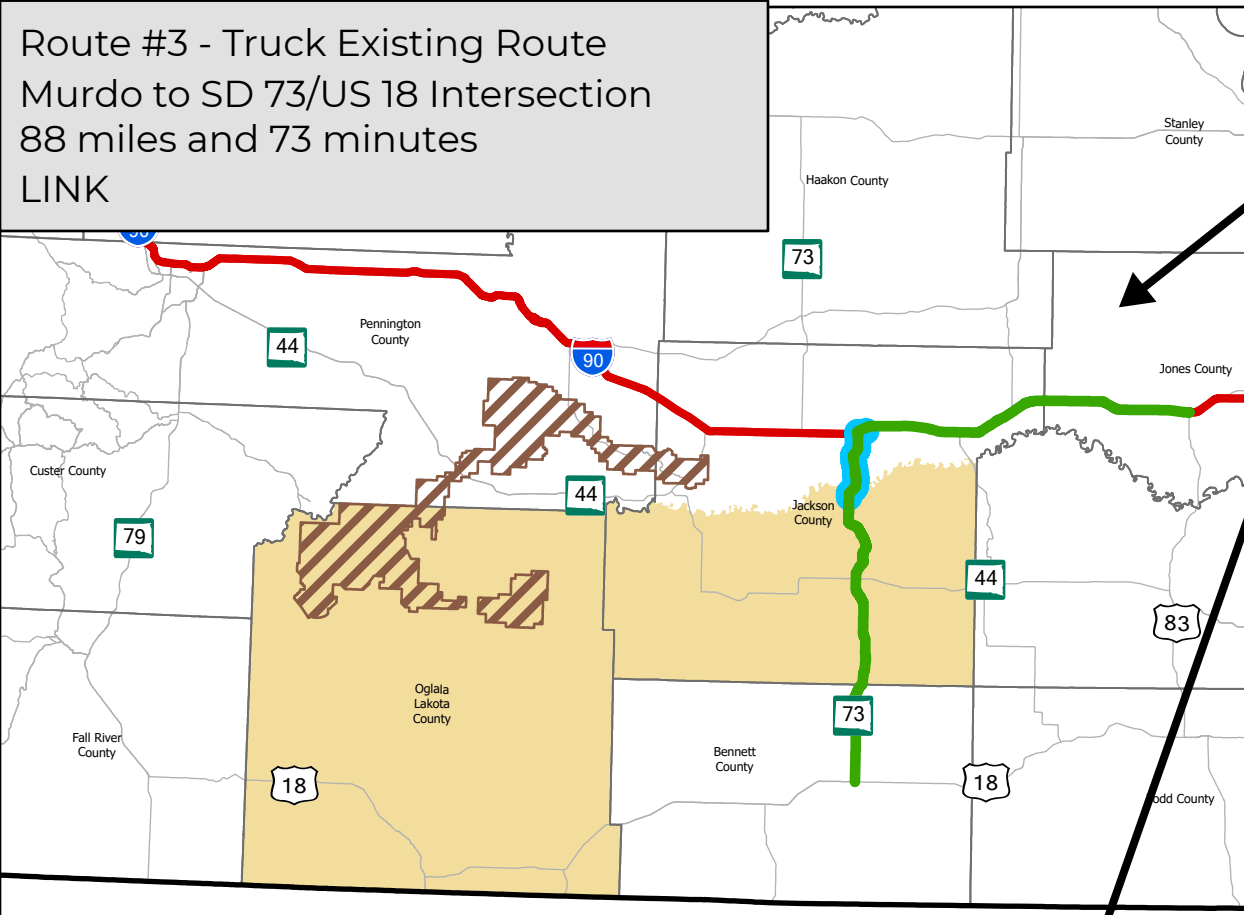 Route #3 - Truck Existing Route
Murdo to SD 73/US 18 Intersection
88 miles and 73 minutes
LINK
Stanley
County
Haakon County
90
73
Pennington
County
44
90
Jones County
Custer County
44
Jackson
County
79
44
83
Oglala
Lakota
County
73
Fall River
County
Bennett
County
18
18
odd County